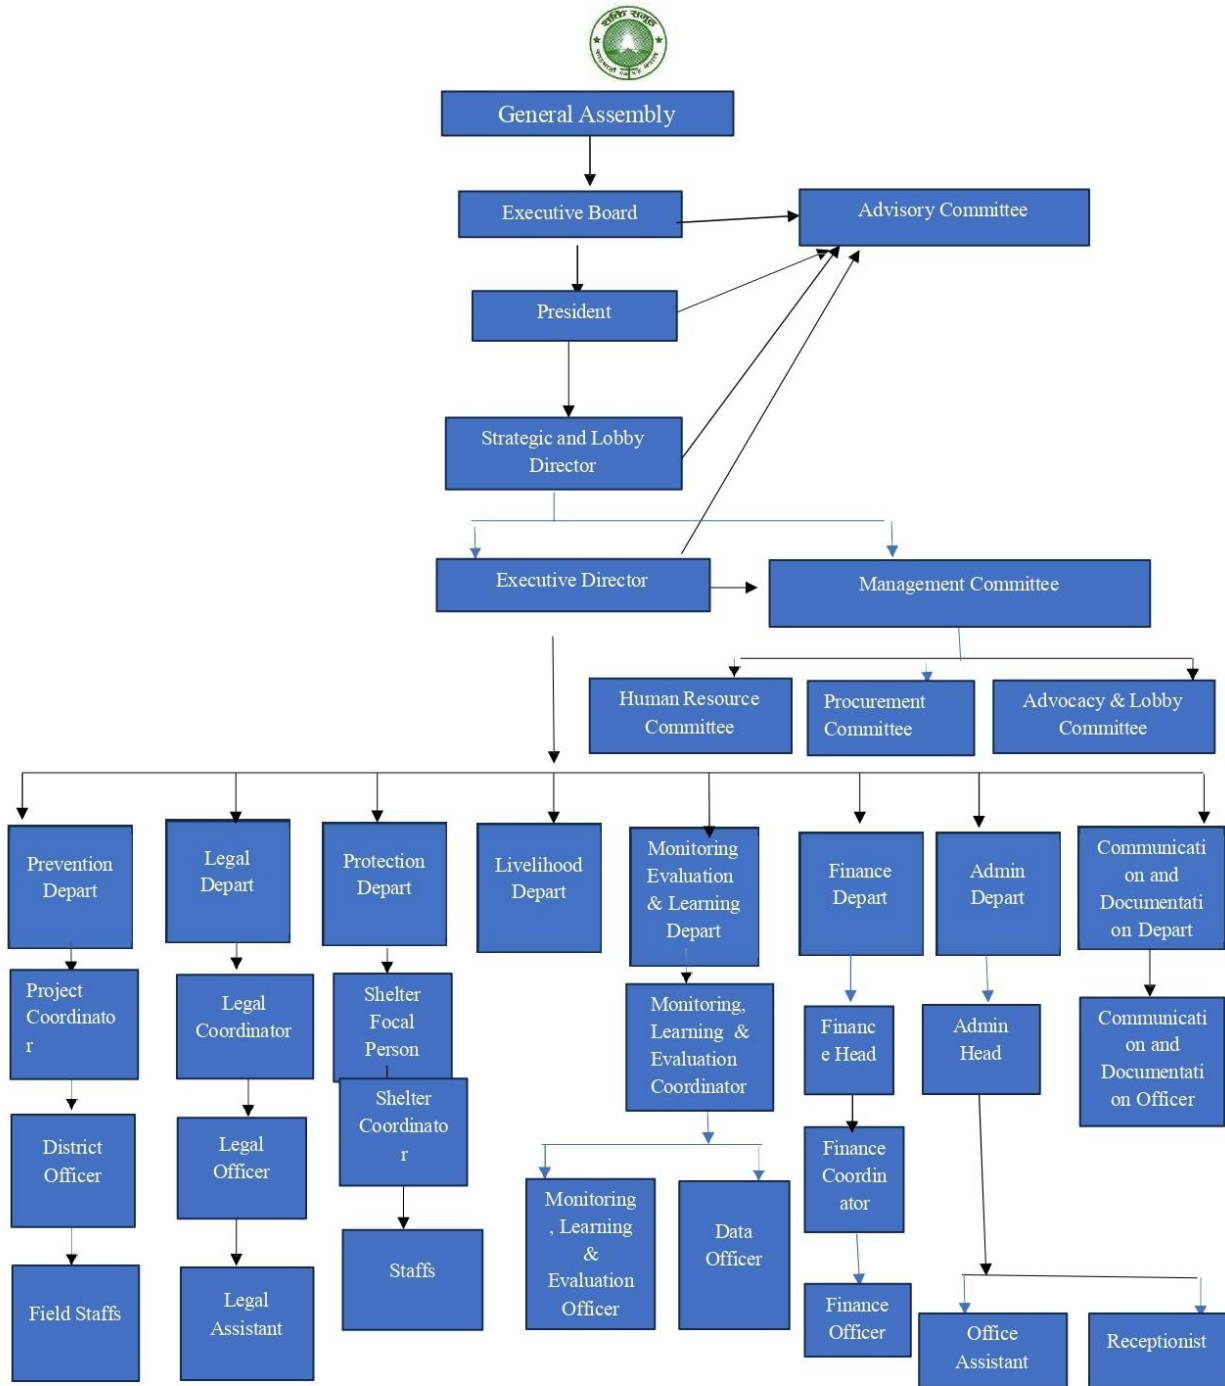 शक्ति समूह
General Assembly
Executive Board
Advisory Committee
President
Strategic and Lobby
Director
Executive Director
Management Committee
Human Resource
Committee
Procurement
Committee
Advocacy & Lobby
Committee
Prevention
Depart
Legal
Depart
Protection
Depart
Livelihood
Depart
Monitoring
Evaluation
& Learning
Depart
Finance
Depart
Admin
Depart
Communicati
on and
Documentati
on Depart
Project
Coordinato
r
Legal
Coordinator
Shelter
Focal
Person
Monitoring,
Learning &
Evaluation
Coordinator
Financ
e Head
Admin
Head
Communicati
on and
Documentati
on Officer
District
Officer
Legal
Officer
Shelter
Coordinato
r
Finance
Coordin
ator
Monitoring
, Learning
&
Evaluation
Officer
Data
Officer
Field Staffs
Legal
Assistant
Staffs
Finance
Officer
Office
Assistant
Receptionist